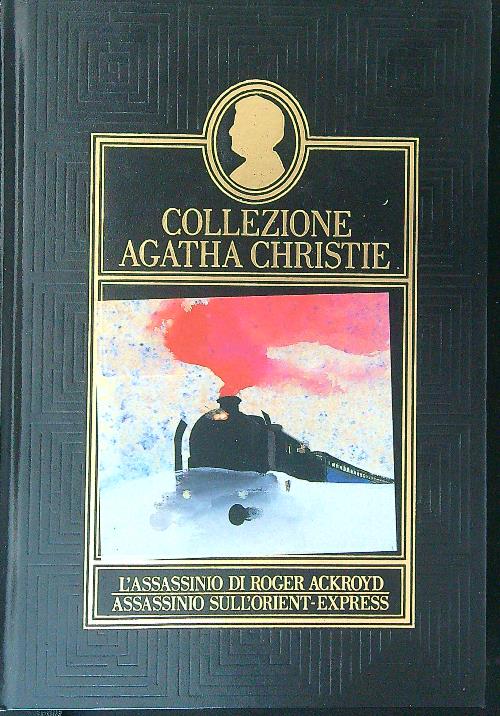 COLLEZIONE
AGATHA CHRISTIE
L'ASSASSINIO DI ROGER ACKROYD
ASSASSINIO SULL'ORIENT-EXPRESS